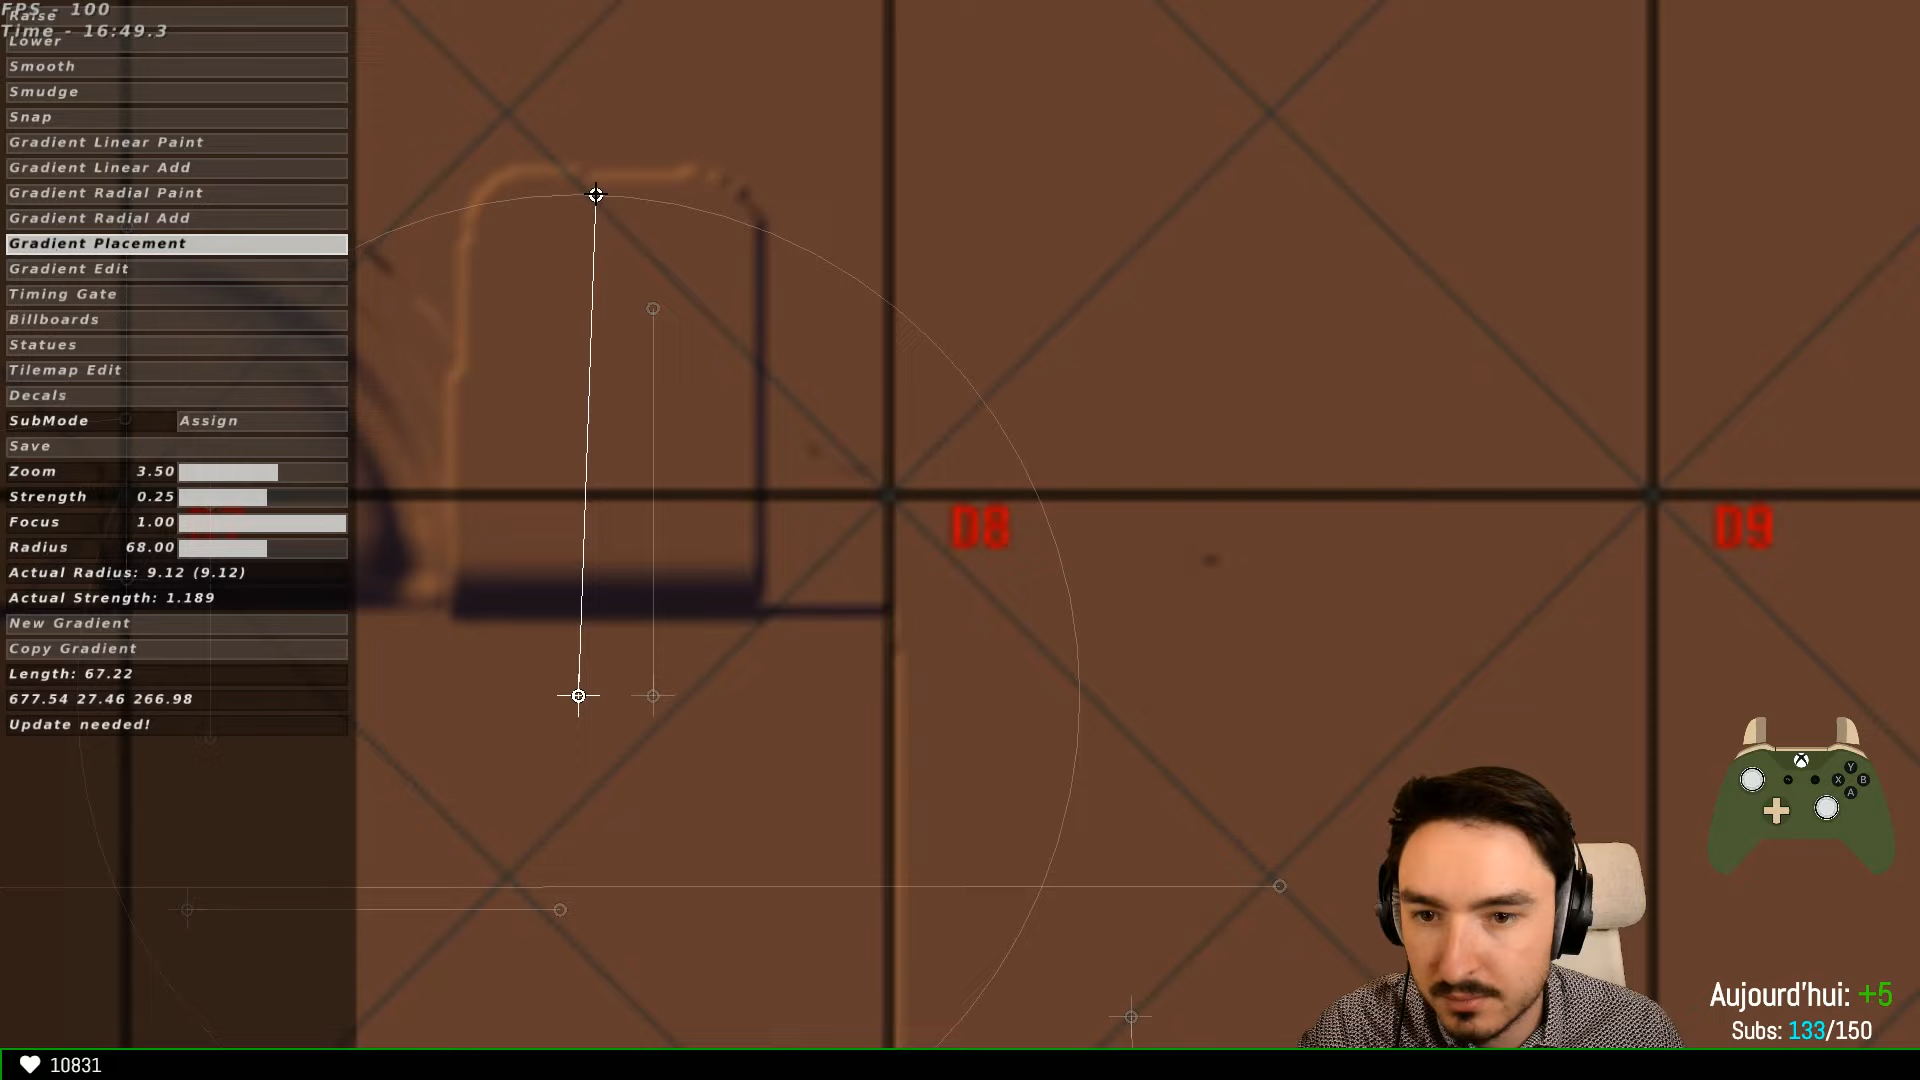 FPS - 100
Raise
Time - 16:49.3
Lower
Smooth
Smudge
Snap
Gradient Linear Paint
Gradient Linear Add
Gradient Radial Paint
Gradient Radial Add
Gradient Placement
Gradient Edit
Timing Gate
Billboards
Statues
Tilemap Edit
Decals
SubMode Assign
Save
Zoom 3.50
Strength 0.25
Focus 1.00
Radius 68.00
Actual Radius: 9.12 (9.12)
Actual Strength: 1.189
New Gradient
Copy Gradient
Length: 67.22
677.54 27.46 266.98
Update needed!
D8
D9
Y
X B
A
Aujourd'hui: +5
Subs: 133/150
10831